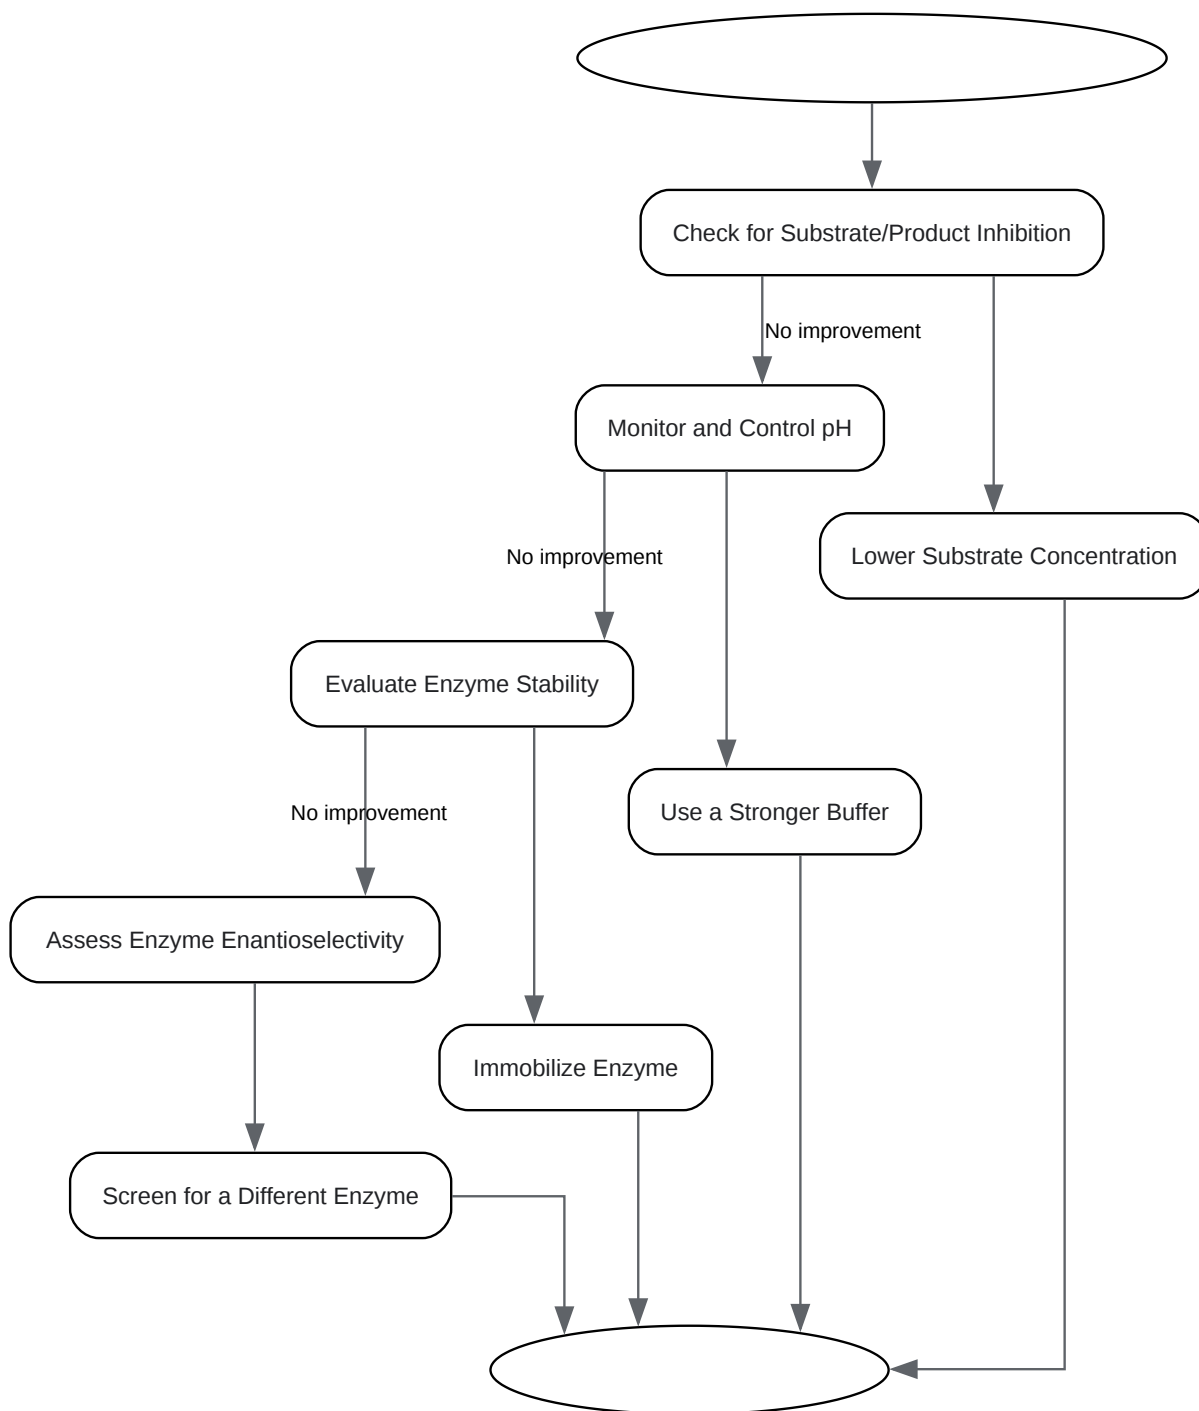 Check for Substrate/Product Inhibition
No improvement
Monitor and Control pH
No improvement
Lower Substrate Concentration
Evaluate Enzyme Stability
No improvement
Use a Stronger Buffer
Assess Enzyme Enantioselectivity
Immobilize Enzyme
Screen for a Different Enzyme